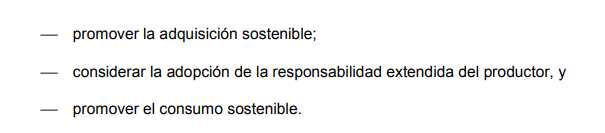 — promover la adquisición sostenible;
— considerar la adopción de la responsabilidad extendida del productor, y
— promover el consumo sostenible.